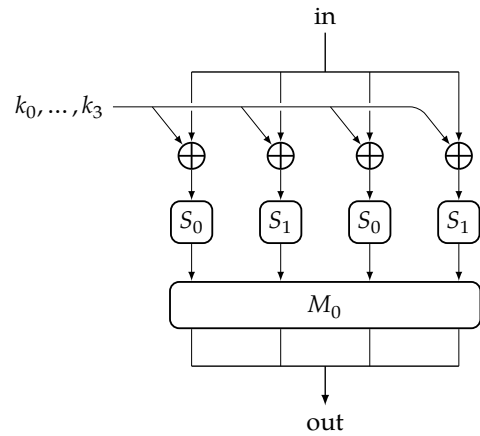 in
k₀, …, k₃
S₀ S₁ S₀ S₁
M₀
out